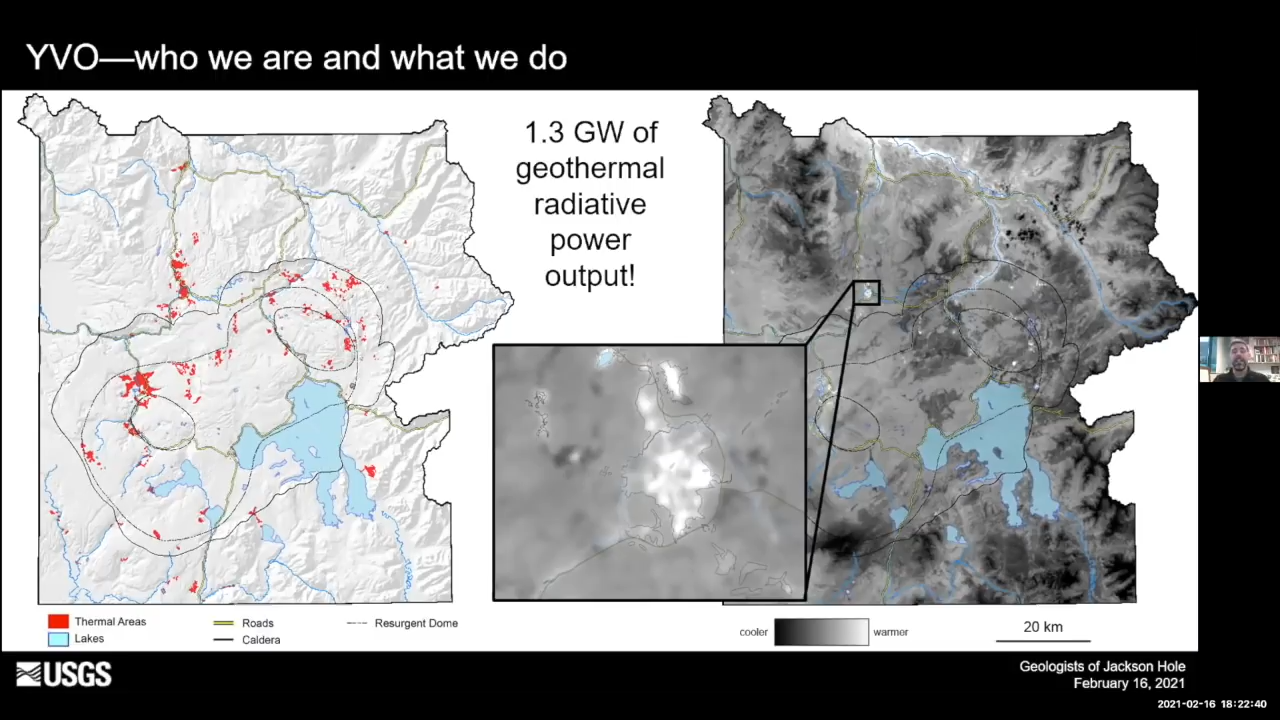 YVO—who we are and what we do
1.3 GW of
geothermal
radiative
power
output!
Thermal Areas
Lakes
Roads
Caldera
Resurgent Dome
cooler
warmer
20 km
USGS
Geologists of Jackson Hole
February 16, 2021
2021-02-16 18:22:40